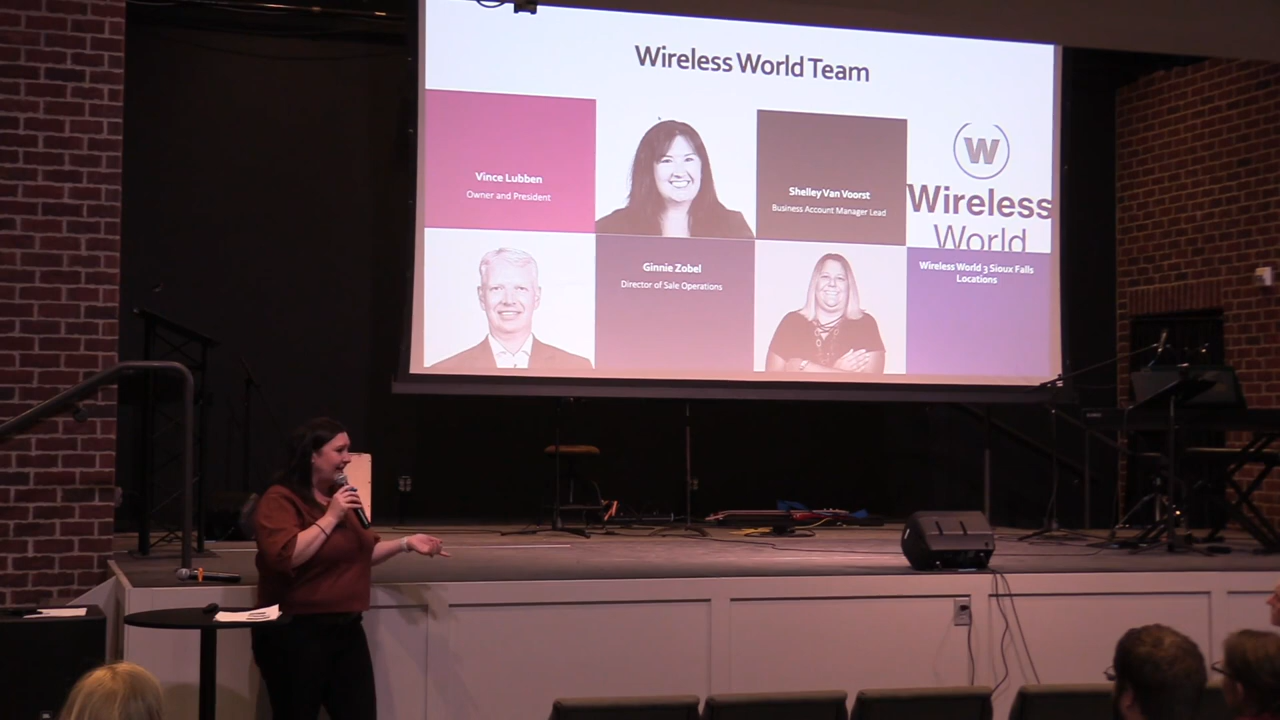 Wireless World Team
Vince Lubben
Owner and President
Shelley Van Voorst
Business Account Manager Lead
W
Wireless
World
Ginnie Zobel
Director of Sale Operations
Wireless World 3 Sioux Falls
Locations